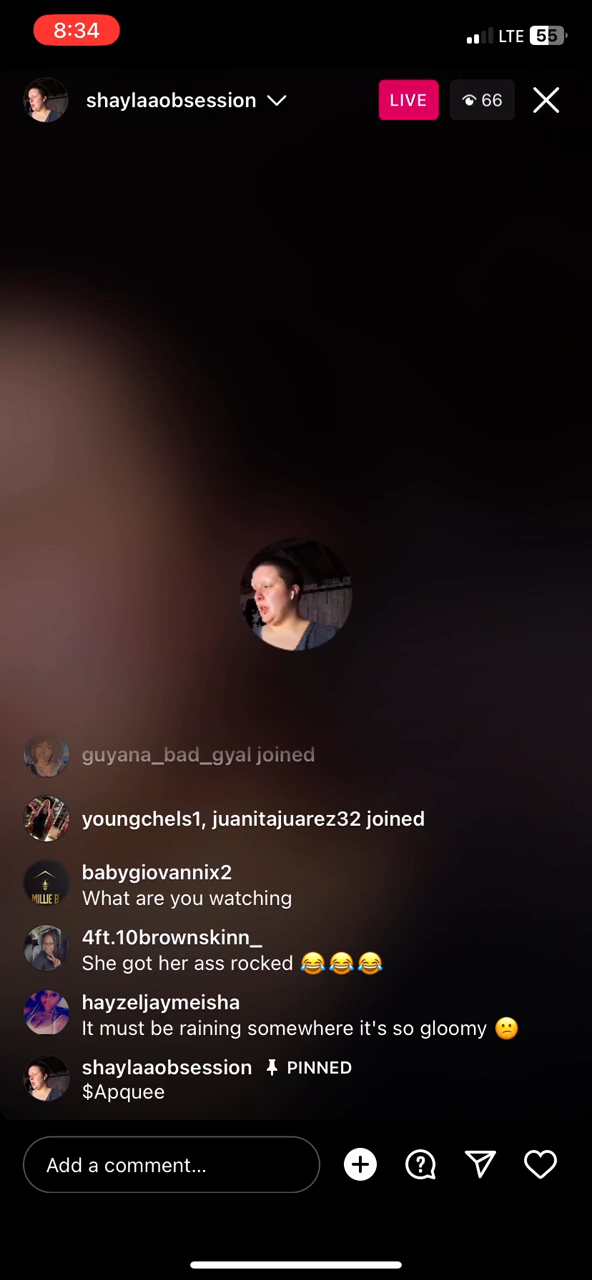 8:34
LTE 55
shaylaaobsession
LIVE
66
guyana_bad_gyal joined
youngchels1, juanitajuarez32 joined
babygiovannix2
What are you watching
MILLIE B
4ft.10brownskinn_
She got her ass rocked 😂😂😂
hayzeljaymeisha
It must be raining somewhere it's so gloomy 😕
shaylaaobsession PINNED
$Apquee
Add a comment...